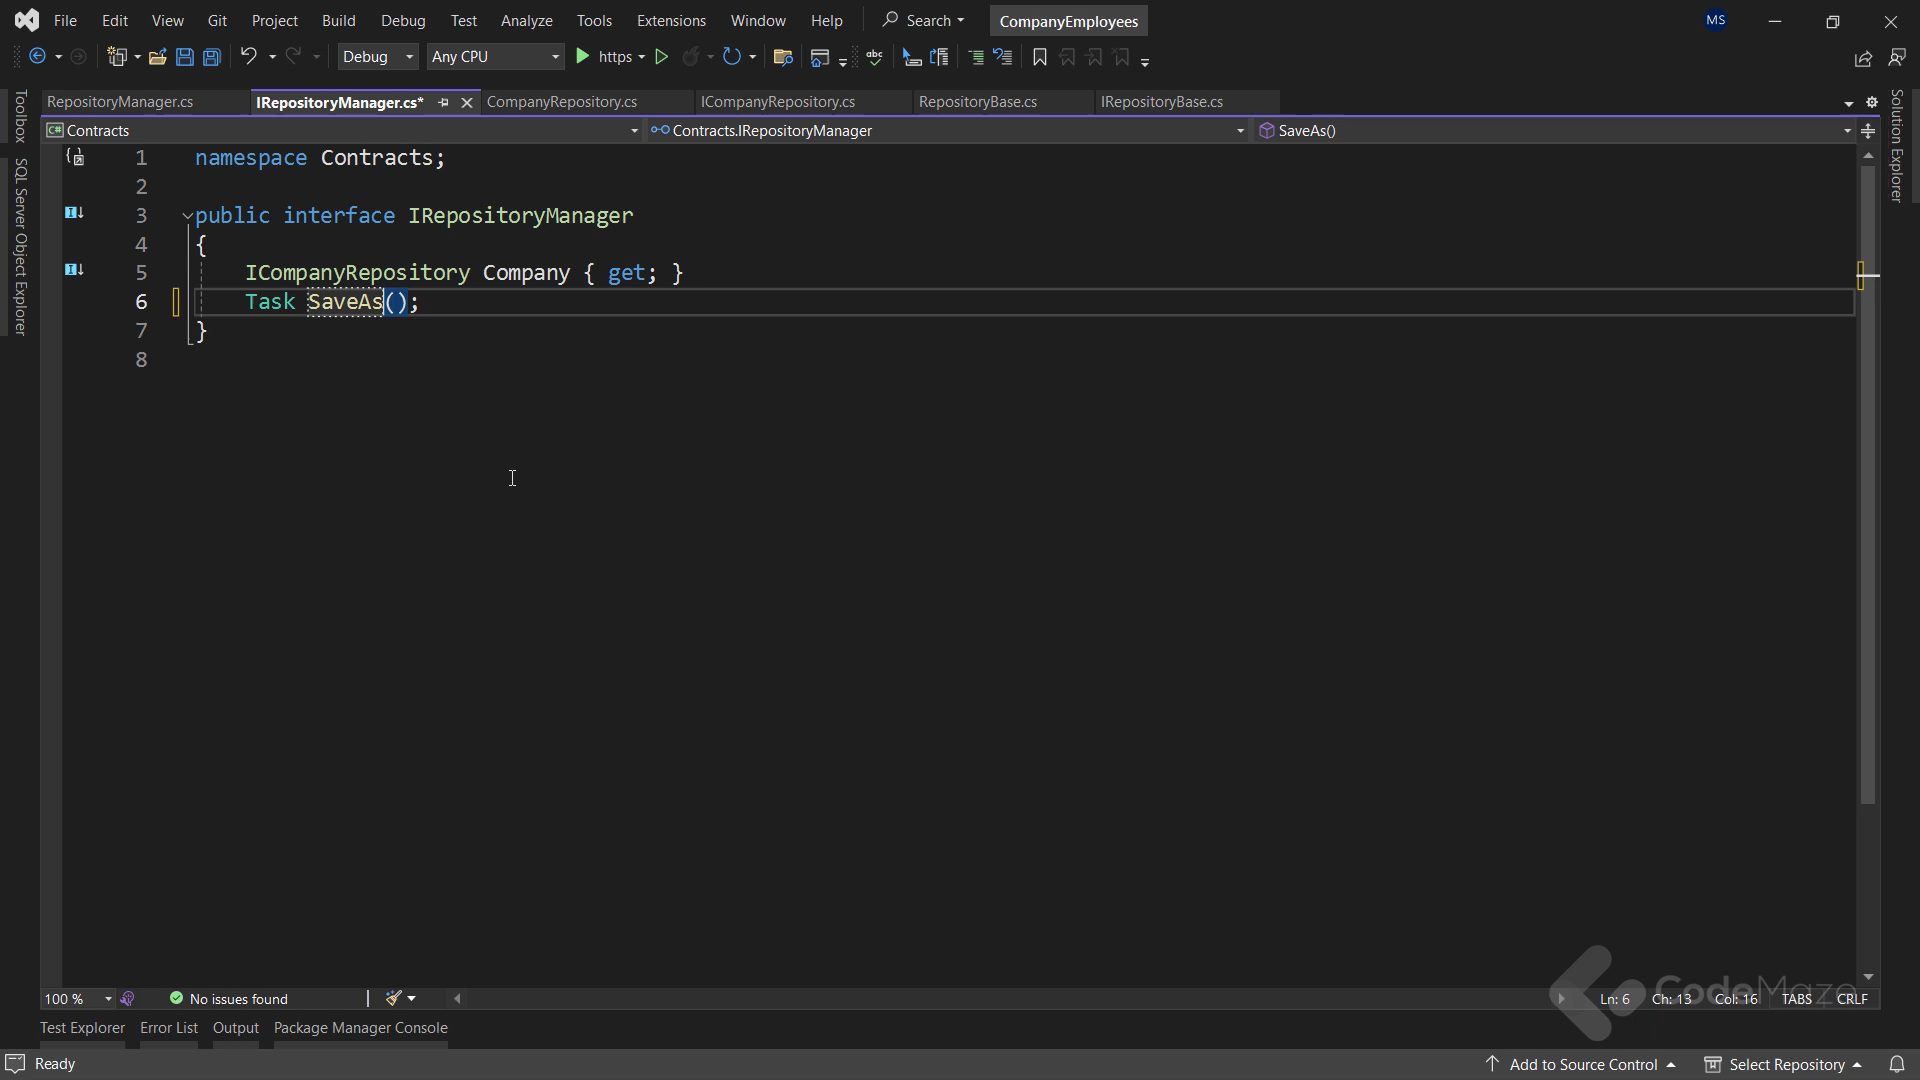 File Edit View Git Project Build Debug Test Analyze Tools Extensions Window Help Search CompanyEmployees MS
Debug Any CPU https abc
RepositoryManager.cs IRepositoryManager.cs* CompanyRepository.cs ICompanyRepository.cs RepositoryBase.cs IRepositoryBase.cs
C# Contracts Contracts.IRepositoryManager SaveAs()
Toolbox
SQL Server Object Explorer
Solution Explorer
1 namespace Contracts;
2
3 public interface IRepositoryManager
4 {
5 ICompanyRepository Company { get; }
6 Task SaveAs();
7 }
8
100 % No issues found Ln: 6 Ch: 13 Col: 16 TABS CRLF
CodeMaze
Test Explorer Error List Output Package Manager Console
Ready Add to Source Control Select Repository